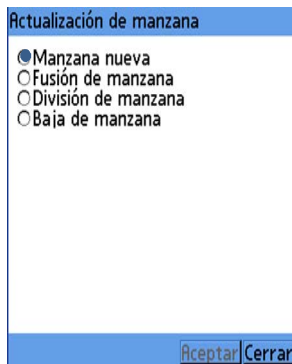 Actualización de manzana
Manzana nueva
Fusión de manzana
División de manzana
Baja de manzana
Aceptar Cerrar